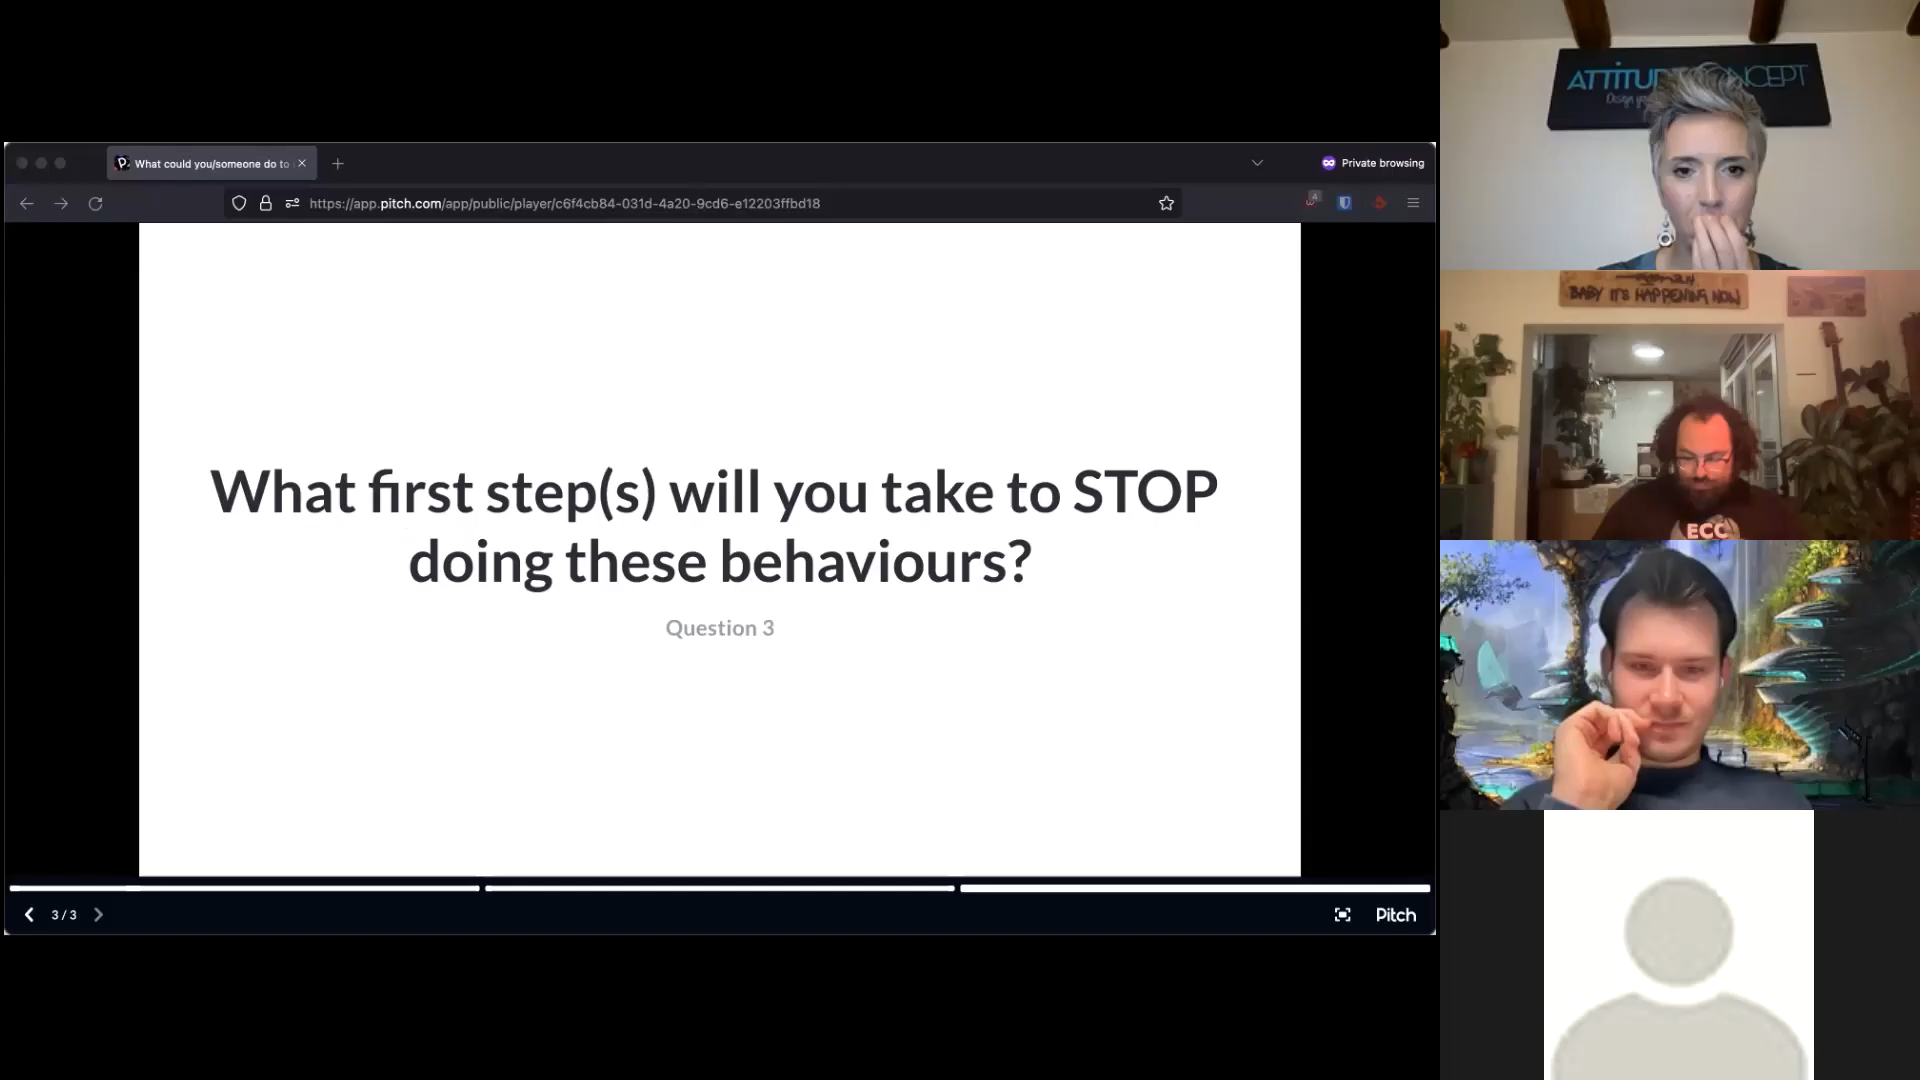 What could you/someone do to
Private browsing
https://app.pitch.com/app/public/player/c6f4cb84-031d-4a20-9cd6-e12203ffbd18
What first step(s) will you take to STOP
doing these behaviours?
Question 3
3 / 3
Pitch
CEPT
BABY IT'S HAPPENING NOW
ECC